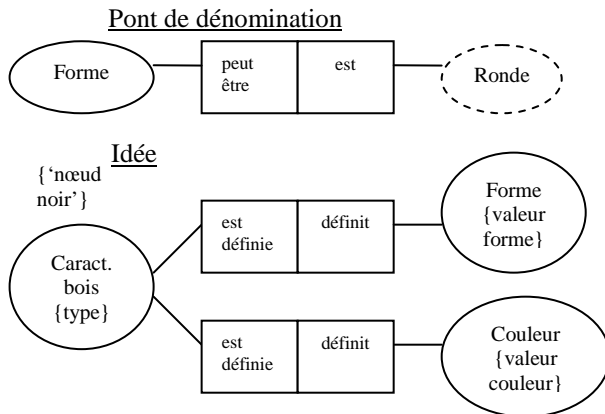 Pont de dénomination
Forme
peut
être
est
Ronde
Idée
{‘nœud
noir’}
Caract.
bois
{type}
est
définie
définit
Forme
{valeur
forme}
est
définie
définit
Couleur
{valeur
couleur}